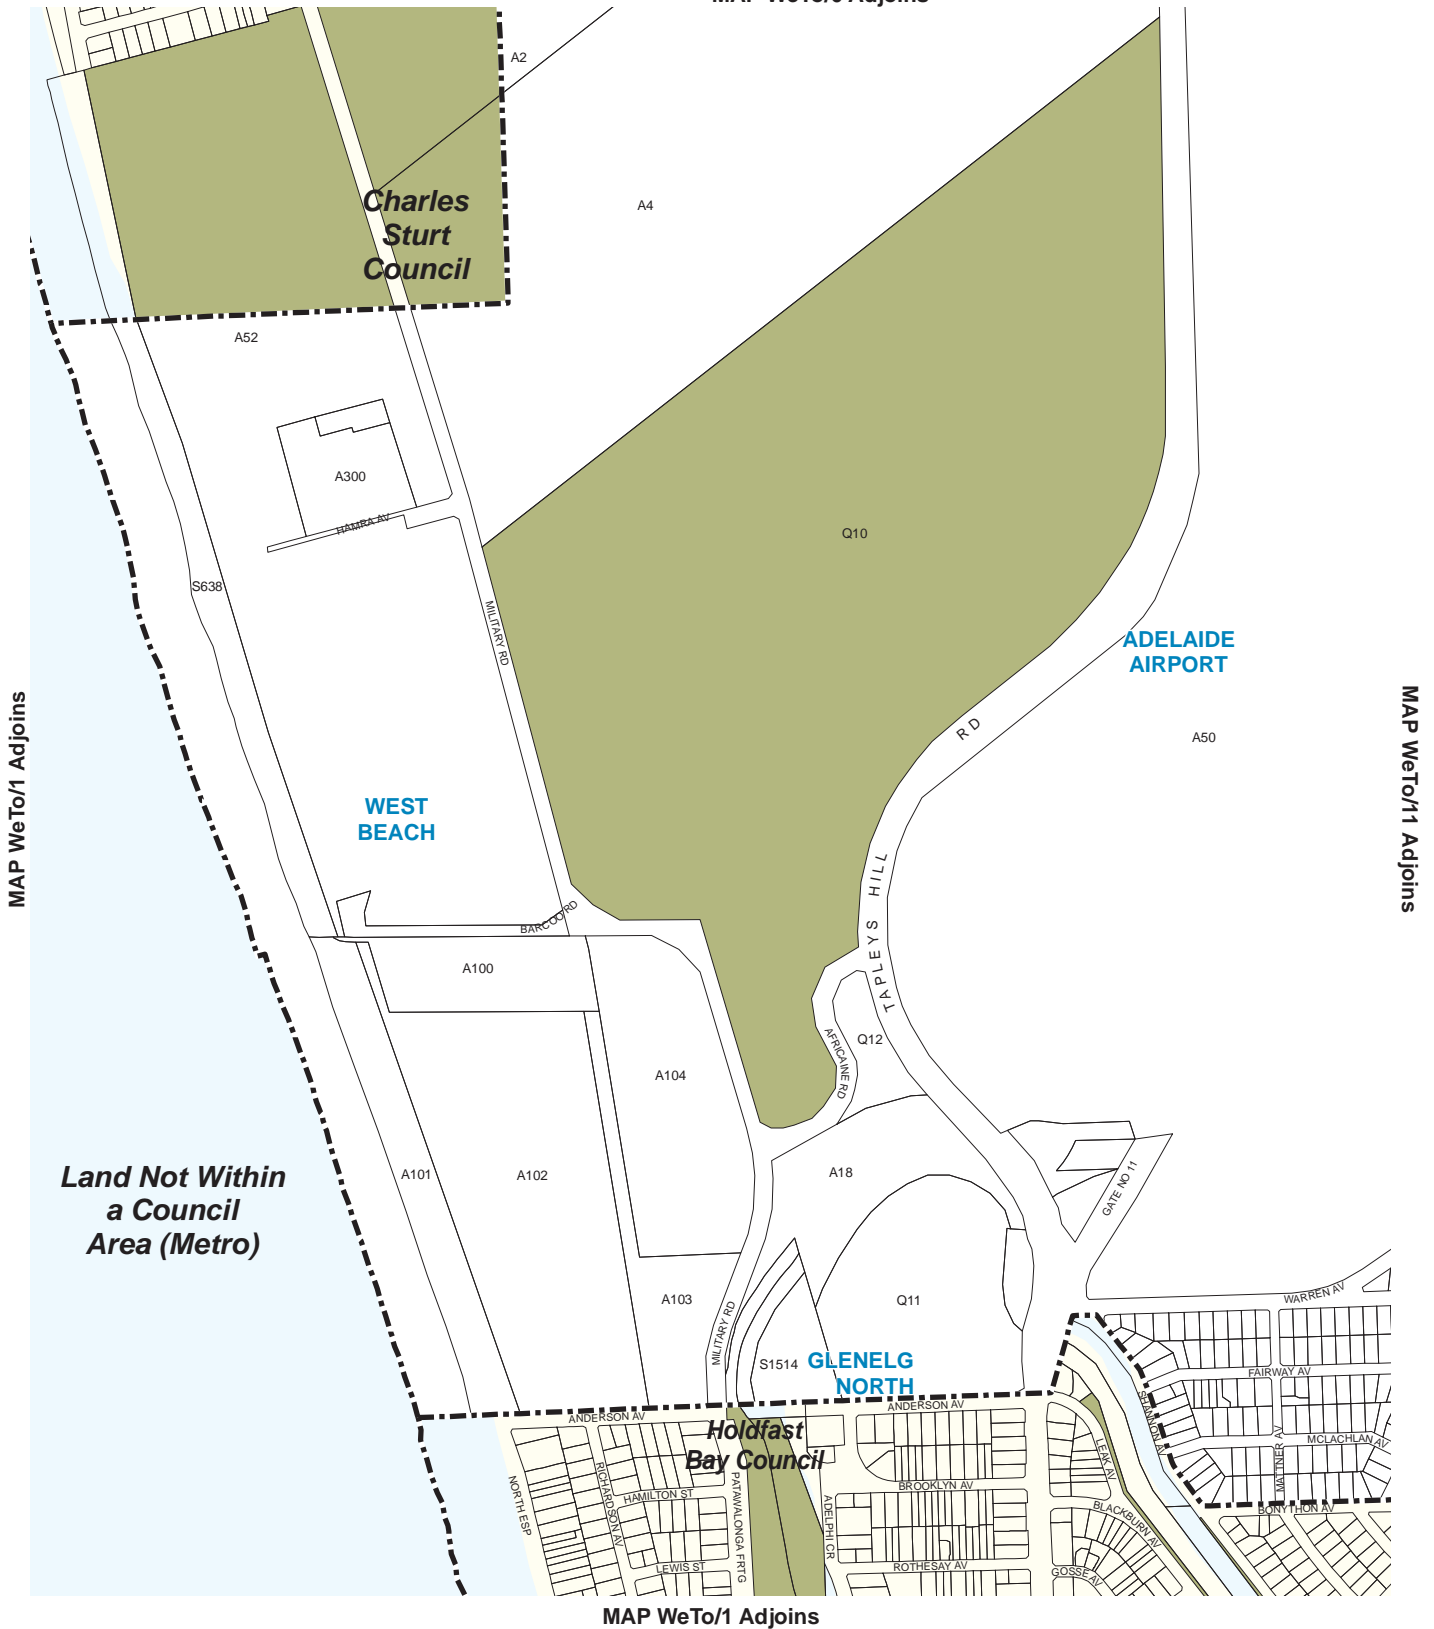 A2
Charles
Sturt
Council
A4
A52
A300
HAMRA AV
Q10
S638
MILITARY RD
ADELAIDE
AIRPORT
MAP WeTo/1 Adjoins
MAP WeTo/11 Adjoins
TAPLEYS HILL RD
A50
WEST
BEACH
BARCOO RD
A100
Q12
AFRICAINE RD
A104
Land Not Within
a Council
Area (Metro)
A101
A102
A18
GATE NO 11
A103
MILITARY RD
Q11
WARREN AV
S1514
GLENELG
NORTH
FAIRWAY AV
ANDERSON AV
ANDERSON AV
SHANNON AV
Holdfast
Bay Council
MCLACHLAN AV
LEAK AV
MATTNER AV
NORTH ESP
RICHARDSON AV
HAMILTON ST
PATAWALONGA FRTG
ADELPHI CR
BROOKLYN AV
BLACKBURN AV
BONYTHON AV
LEWIS ST
ROTHESAY AV
GOSSE AV
MAP WeTo/1 Adjoins